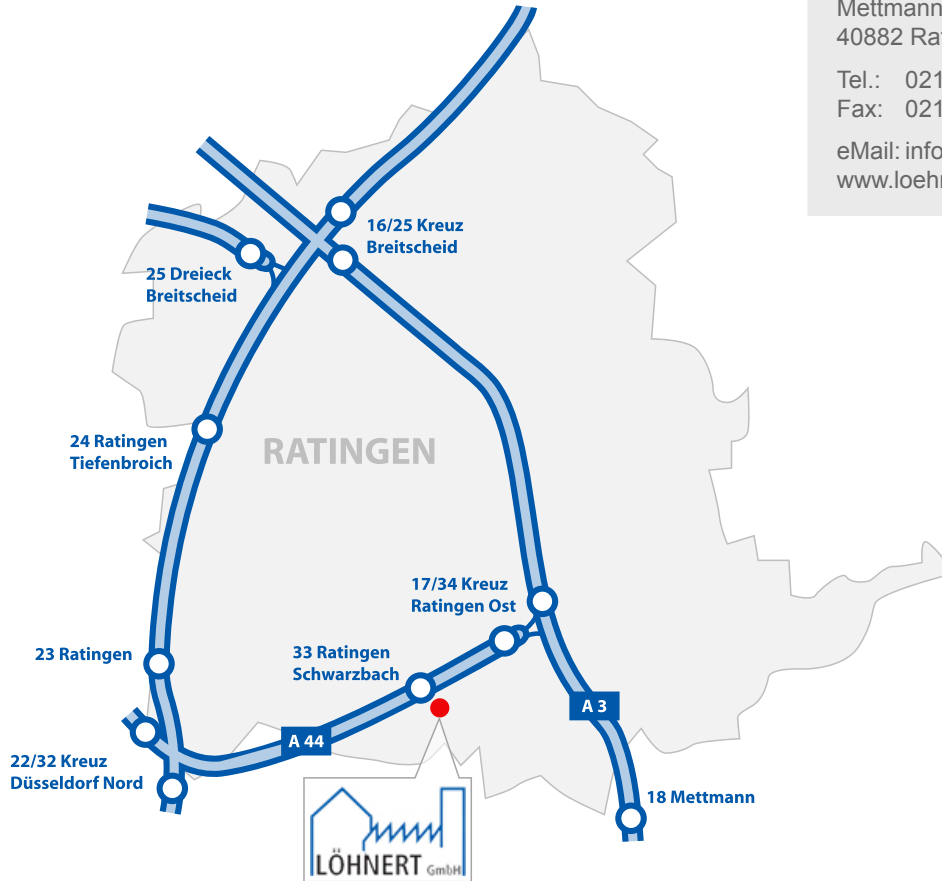 Mettmann
40882 Rat
Tel.: 021
Fax: 021
eMail: info
www.loehr
16/25 Kreuz
Breitscheid
25 Dreieck
Breitscheid
24 Ratingen
Tiefenbroich
RATINGEN
17/34 Kreuz
Ratingen Ost
23 Ratingen
33 Ratingen
Schwarzbach
A 3
A 44
22/32 Kreuz
Düsseldorf Nord
18 Mettmann
LÖHNERT GmbH